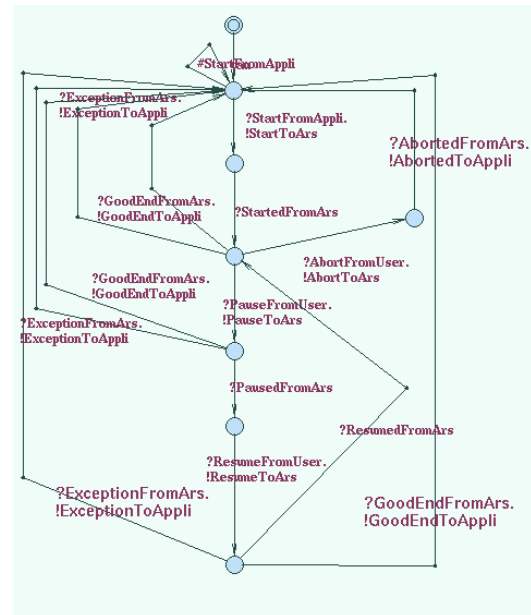 #StartFromAppli
?ExceptionFromArs.
!ExceptionToAppli
?StartFromAppli.
!StartToArs
?AbortedFromArs.
!AbortedToAppli
?GoodEndFromArs.
!GoodEndToAppli
?StartedFromArs
?AbortFromUser.
!AbortToArs
?GoodEndFromArs.
!GoodEndToAppli
?PauseFromUser.
!PauseToArs
?ExceptionFromArs.
!ExceptionToAppli
?PausedFromArs
?ResumedFromArs
?ResumeFromUser.
!ResumeToArs
?ExceptionFromArs.
!ExceptionToAppli
?GoodEndFromArs.
!GoodEndToAppli